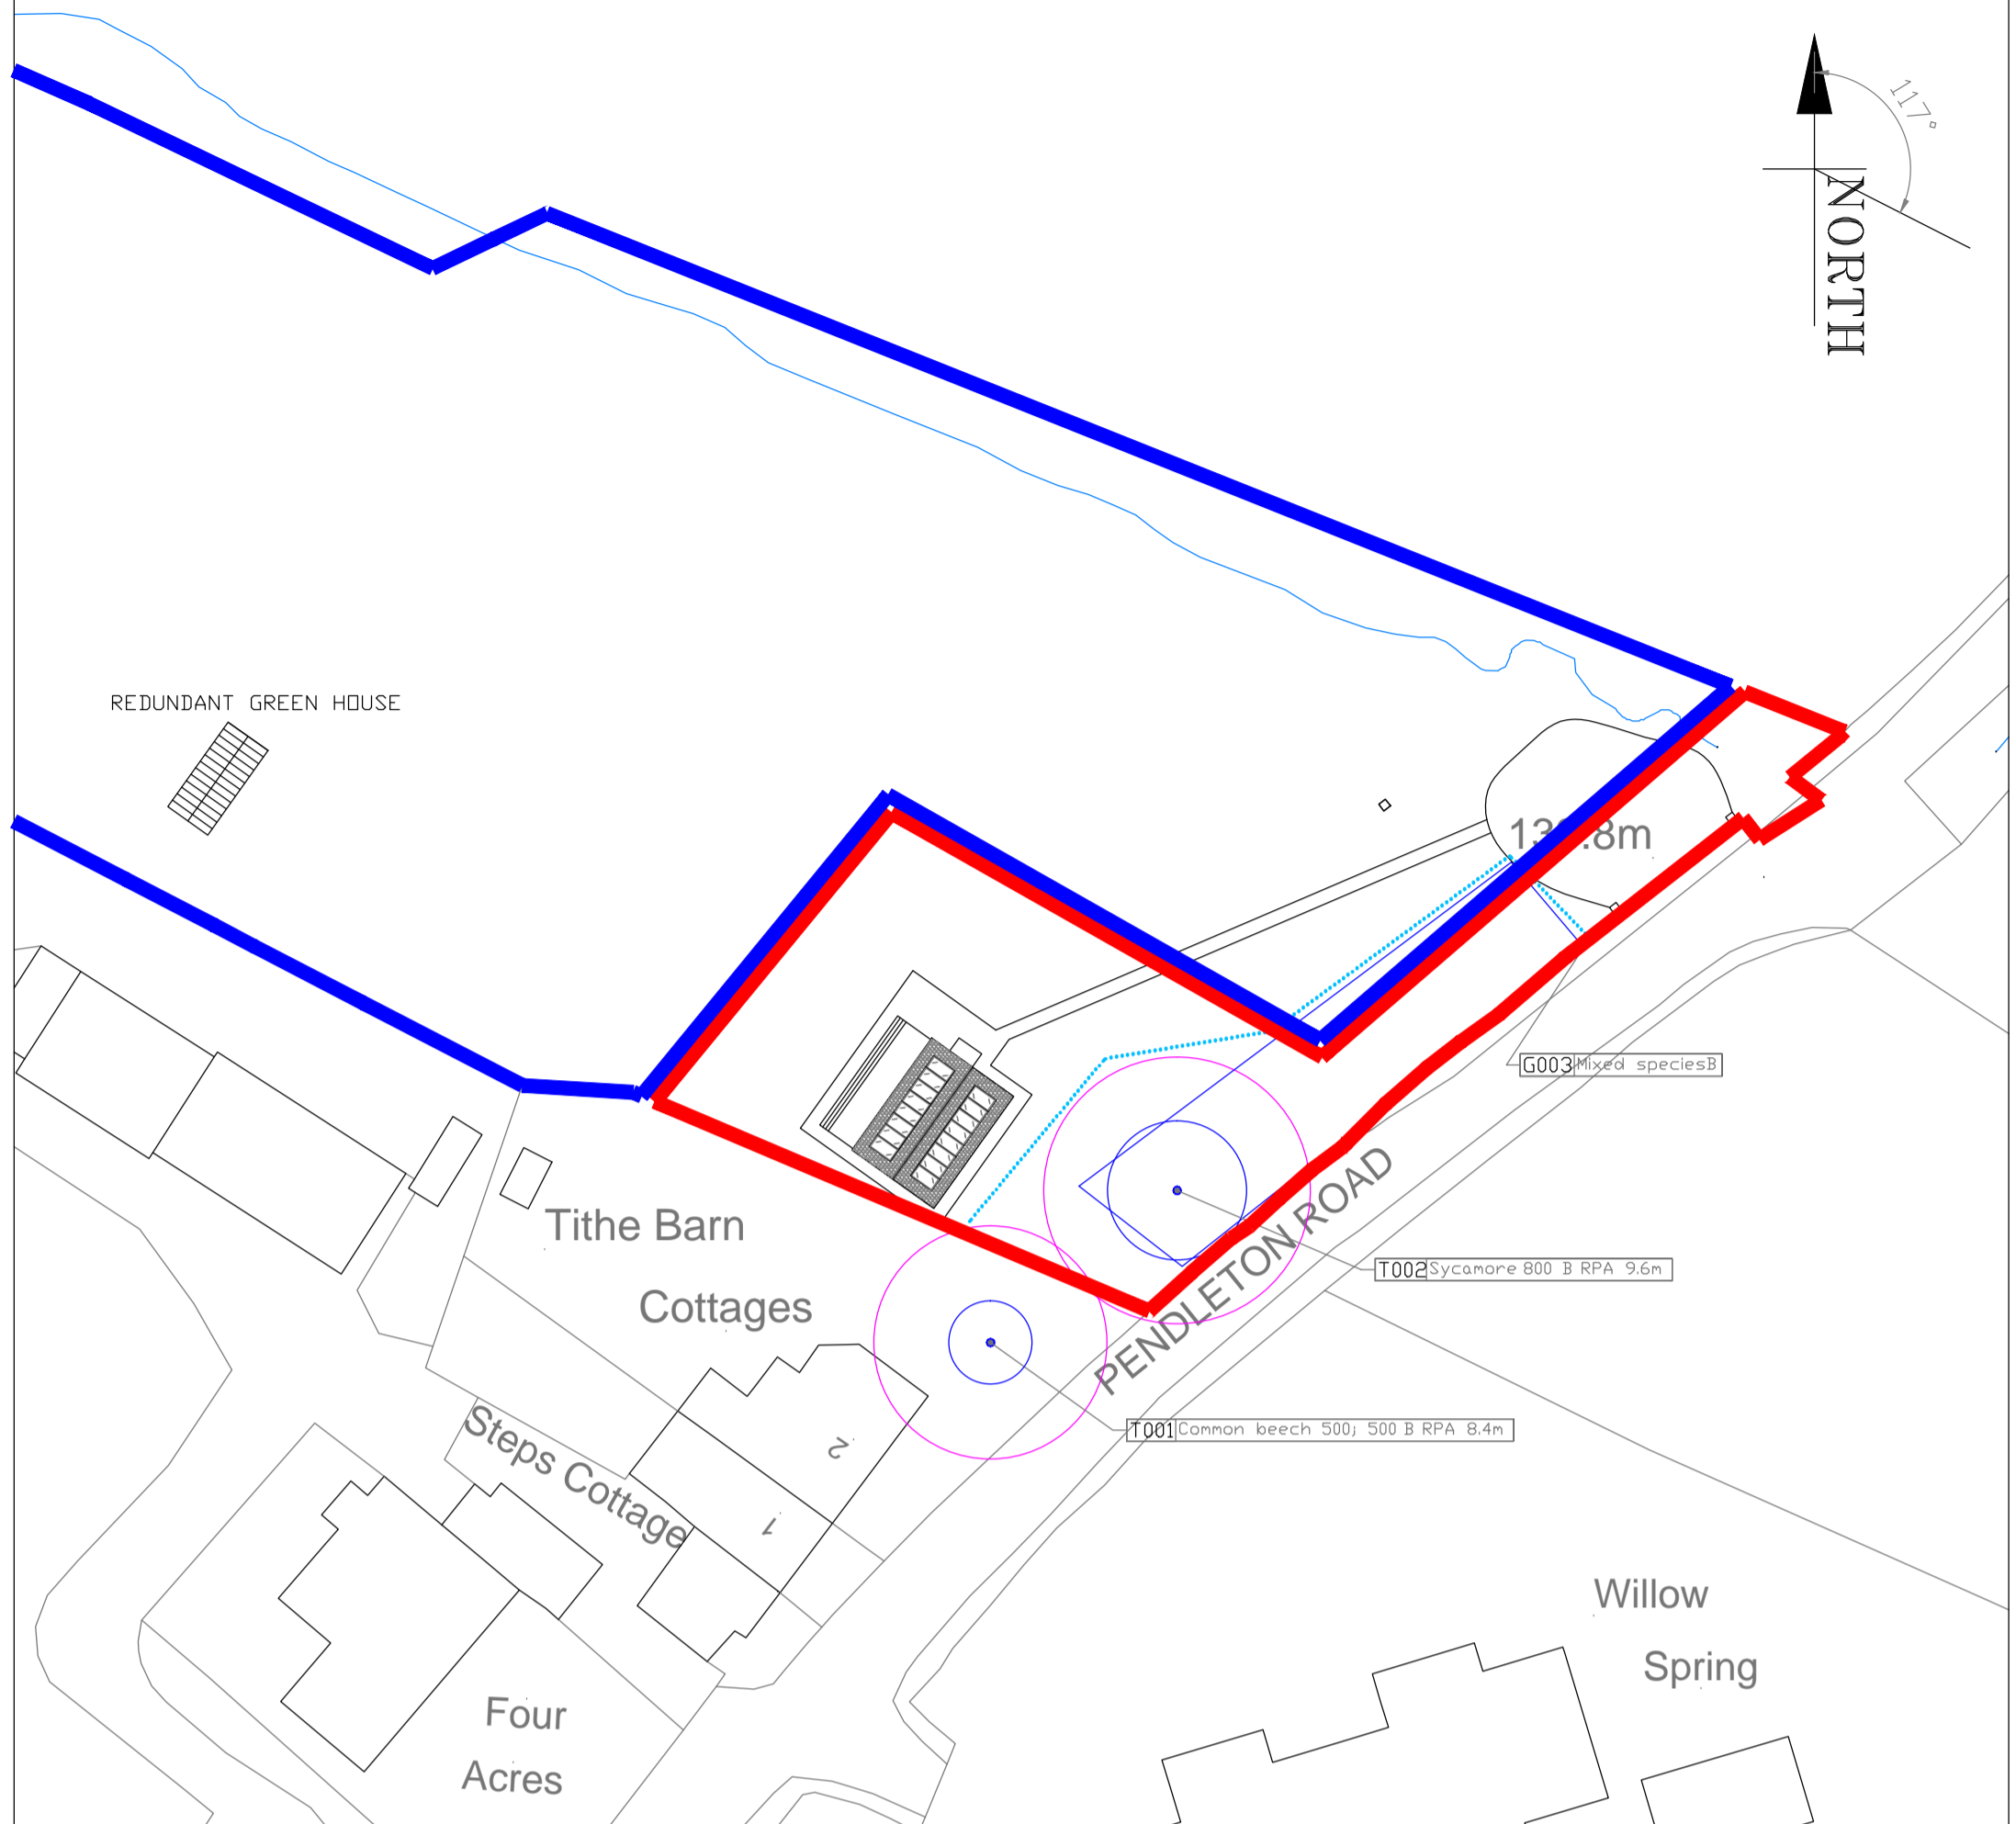 117°
NORTH
REDUNDANT GREEN HOUSE
G003 Mixed speciesB
Tithe Barn
Cottages
PENDLETON ROAD
T002 Sycamore 800 B RPA 9.6m
T001 Common beech 500; 500 B RPA 8.4m
Steps Cottage
2
1
Willow
Spring
Four
Acres